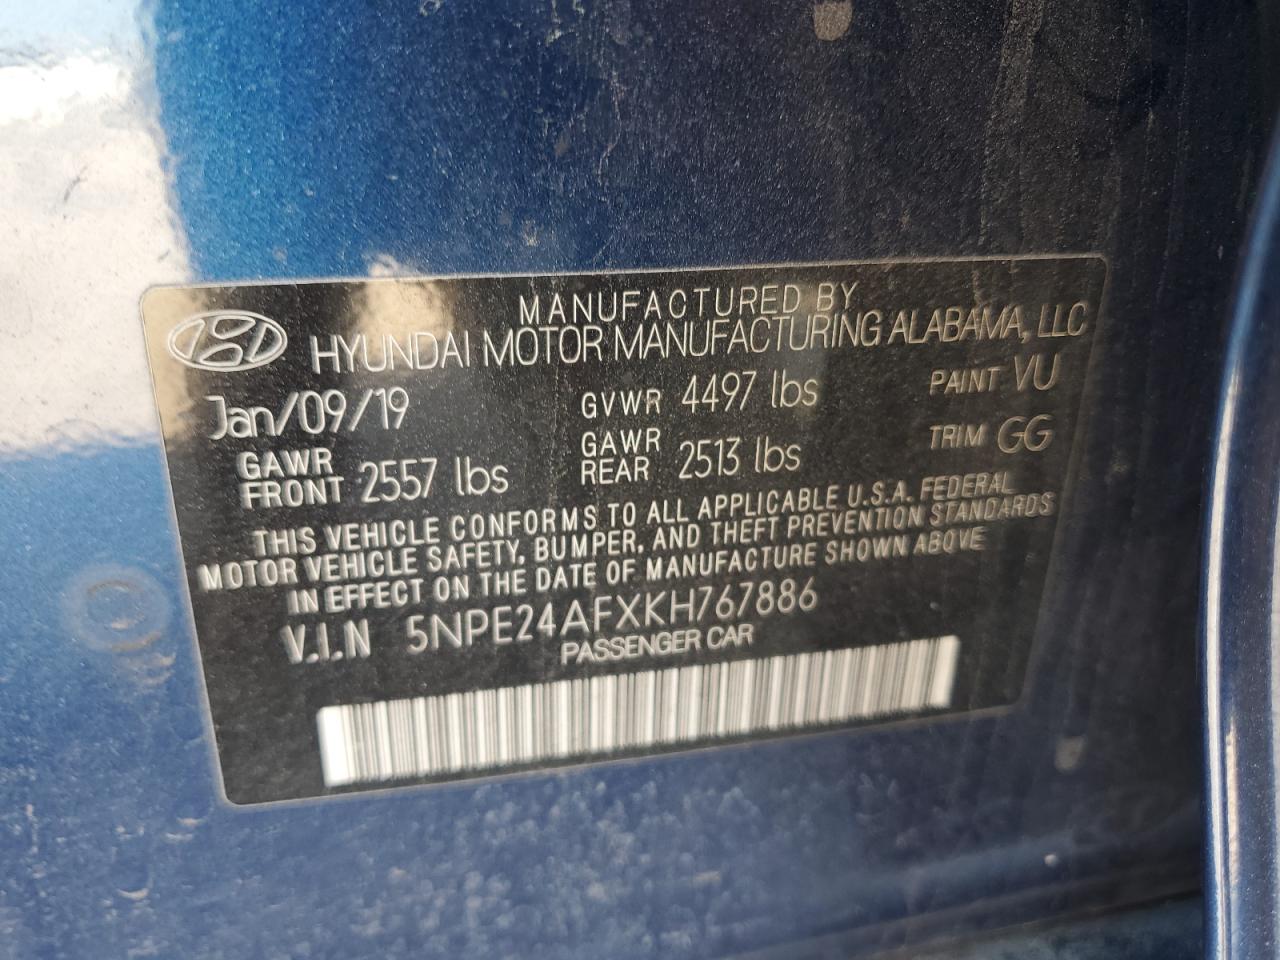 MANUFACTURED BY
HYUNDAI MOTOR MANUFACTURING ALABAMA, LLC
Jan/09/19 GVWR 4497 lbs PAINT VU
GAWR FRONT 2557 lbs GAWR REAR 2513 lbs TRIM GG
THIS VEHICLE CONFORMS TO ALL APPLICABLE U.S.A. FEDERAL
MOTOR VEHICLE SAFETY, BUMPER, AND THEFT PREVENTION STANDARDS
IN EFFECT ON THE DATE OF MANUFACTURE SHOWN ABOVE
V.I.N 5NPE24AFXKH767886
PASSENGER CAR